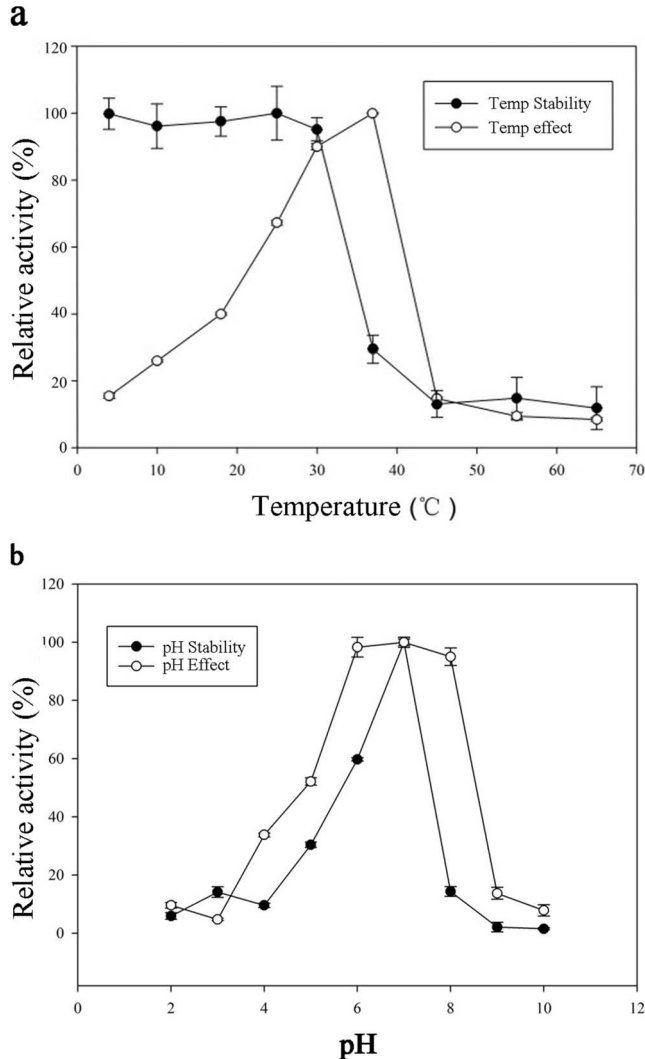 a
120
100
80
60
40
20
0
Relative activity (%)
Temp Stability
Temp effect
0 10 20 30 40 50 60 70
Temperature (℃)
b
120
100
80
60
40
20
0
Relative activity (%)
pH Stability
pH Effect
0 2 4 6 8 10 12
pH